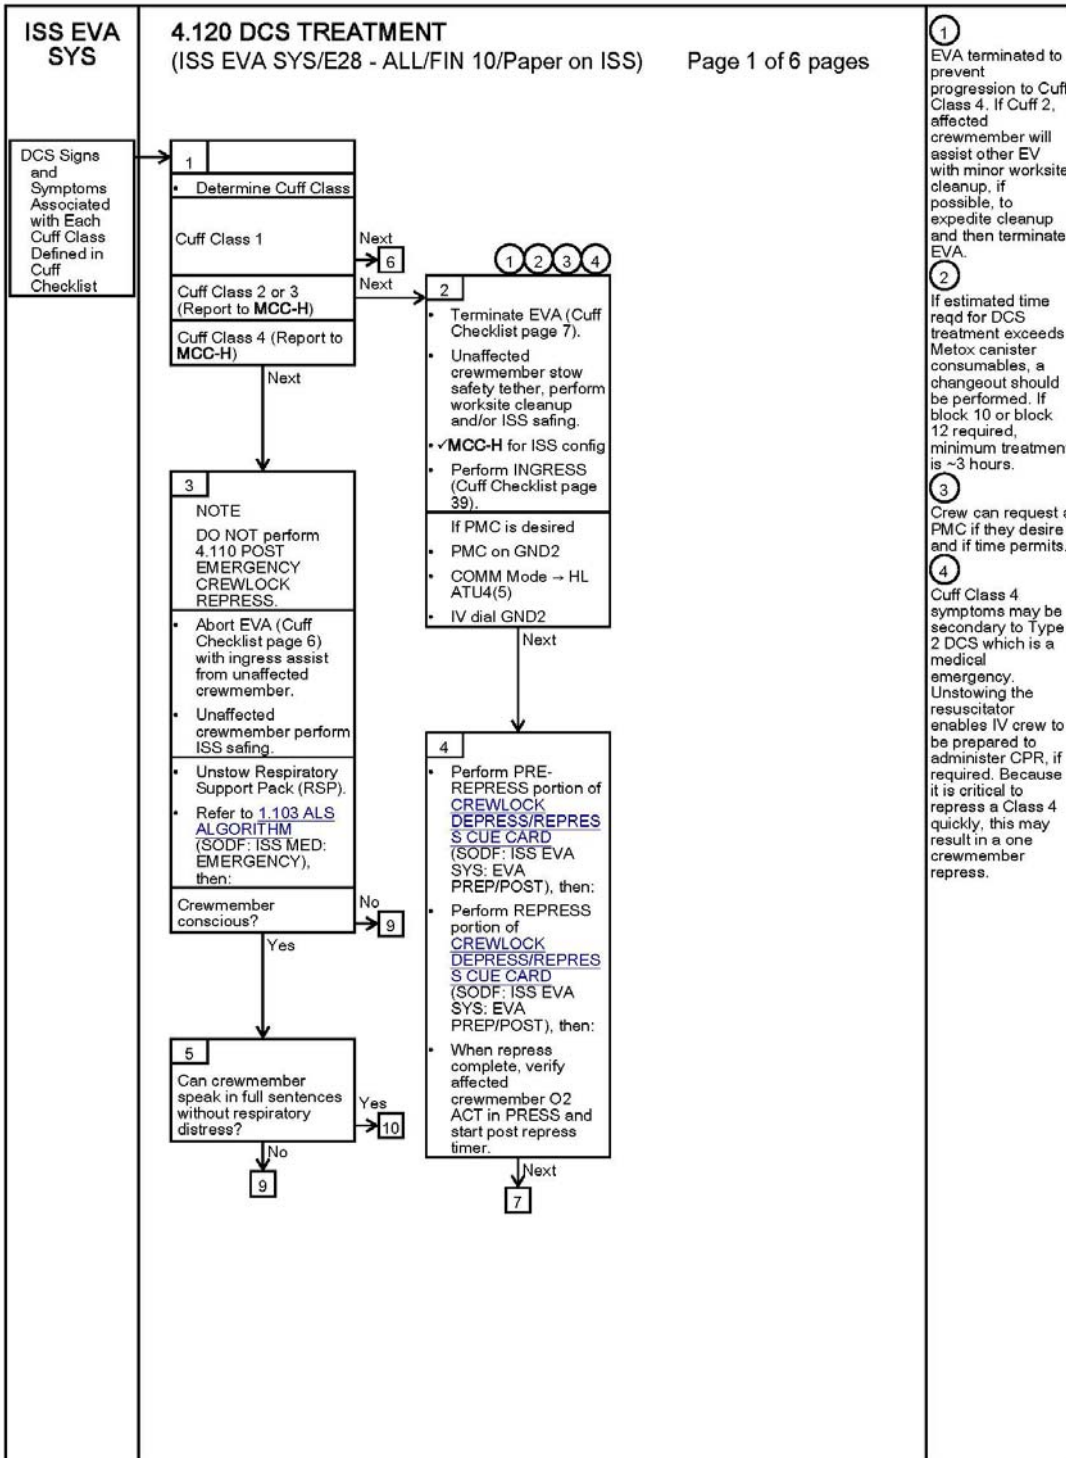 ISS EVA
SYS
4.120 DCS TREATMENT
(ISS EVA SYS/E28 - ALL/FIN 10/Paper on ISS) Page 1 of 6 pages
DCS Signs
and
Symptoms
Associated
with Each
Cuff Class
Defined in
Cuff
Checklist
1
• Determine Cuff Class
Cuff Class 1
Next
6
Cuff Class 2 or 3
(Report to MCC-H)
Next
Cuff Class 4 (Report to
MCC-H)
Next
1 2 3 4
2
• Terminate EVA (Cuff
Checklist page 7).
• Unaffected
crewmember stow
safety tether, perform
worksite cleanup
and/or ISS safing.
• ✓MCC-H for ISS config
• Perform INGRESS
(Cuff Checklist page
39).
If PMC is desired
• PMC on GND2
• COMM Mode → HL
ATU4(5)
• IV dial GND2
Next
3
NOTE
DO NOT perform
4.110 POST
EMERGENCY
CREWLOCK
REPRESS.
• Abort EVA (Cuff
Checklist page 6)
with ingress assist
from unaffected
crewmember.
• Unaffected
crewmember perform
ISS safing.
• Unstow Respiratory
Support Pack (RSP).
• Refer to 1.103 ALS
ALGORITHM
(SODF: ISS MED:
EMERGENCY),
then:
Crewmember
conscious?
No
9
Yes
4
• Perform PRE-
REPRESS portion of
CREWLOCK
DEPRESS/REPRES
S CUE CARD
(SODF: ISS EVA
SYS: EVA
PREP/POST), then:
• Perform REPRESS
portion of
CREWLOCK
DEPRESS/REPRES
S CUE CARD
(SODF: ISS EVA
SYS: EVA
PREP/POST), then:
• When repress
complete, verify
affected
crewmember O2
ACT in PRESS and
start post repress
timer.
Next
7
5
Can crewmember
speak in full sentences
without respiratory
distress?
Yes
10
No
9
1
EVA terminated to
prevent
progression to Cuff
Class 4. If Cuff 2,
affected
crewmember will
assist other EV
with minor worksite
cleanup, if
possible, to
expedite cleanup
and then terminate
EVA.
2
If estimated time
reqd for DCS
treatment exceeds
Metox canister
consumables, a
changeout should
be performed. If
block 10 or block
12 required,
minimum treatment
is ~3 hours.
3
Crew can request a
PMC if they desire
and if time permits.
4
Cuff Class 4
symptoms may be
secondary to Type
2 DCS which is a
medical
emergency.
Unstowing the
resuscitator
enables IV crew to
be prepared to
administer CPR, if
required. Because
it is critical to
repress a Class 4
quickly, this may
result in a one
crewmember
repress.